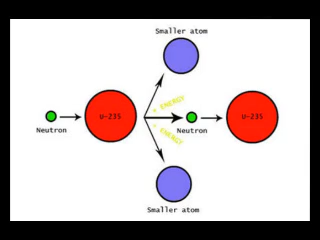 Smaller atom
+ ENERGY
U-235
U-235
Neutron
Neutron
+ ENERGY
Smaller atom